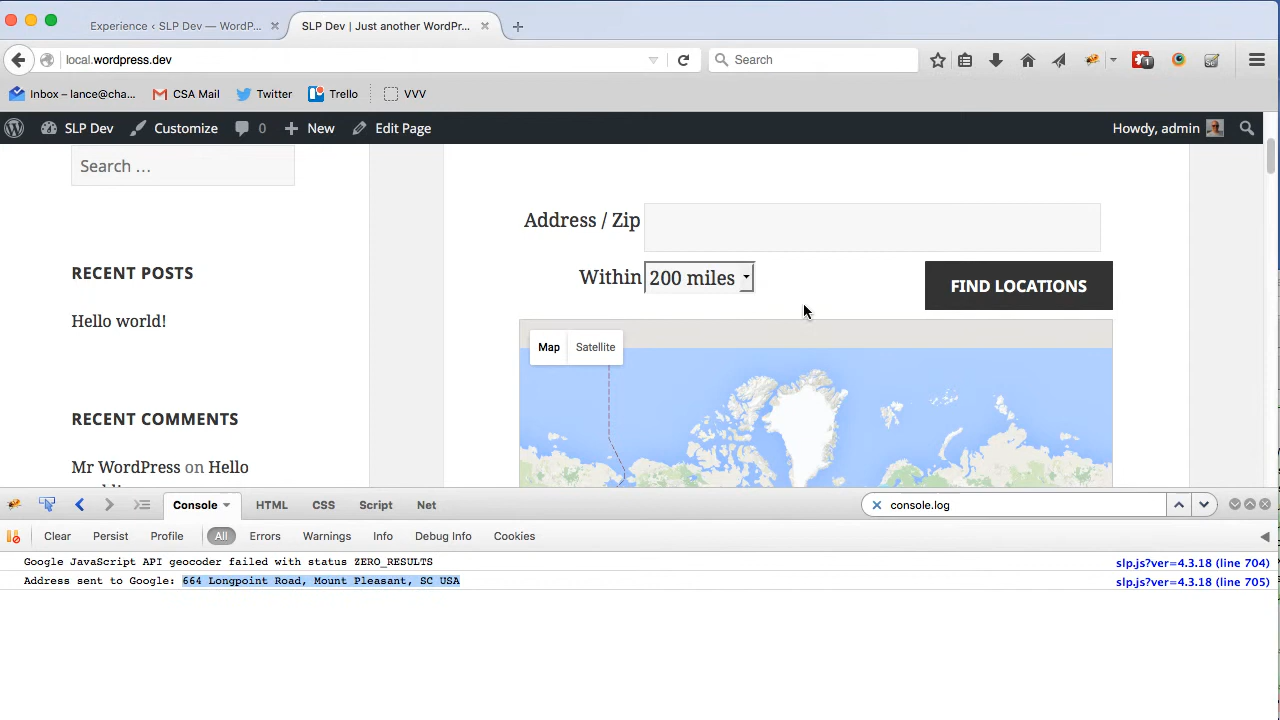 Experience ‹ SLP Dev — WordP...
SLP Dev | Just another WordPr...
local.wordpress.dev
Search
1
Inbox – lance@cha...
CSA Mail
Twitter
Trello
VVV
SLP Dev
Customize
0
New
Edit Page
Howdy, admin
Search ...
Address / Zip
Within
200 miles
FIND LOCATIONS
RECENT POSTS
Hello world!
Map
Satellite
RECENT COMMENTS
Mr WordPress on Hello
Console
HTML
CSS
Script
Net
console.log
Clear
Persist
Profile
All
Errors
Warnings
Info
Debug Info
Cookies
Google JavaScript API geocoder failed with status ZERO_RESULTS
slp.js?ver=4.3.18 (line 704)
Address sent to Google: 664 Longpoint Road, Mount Pleasant, SC USA
slp.js?ver=4.3.18 (line 705)